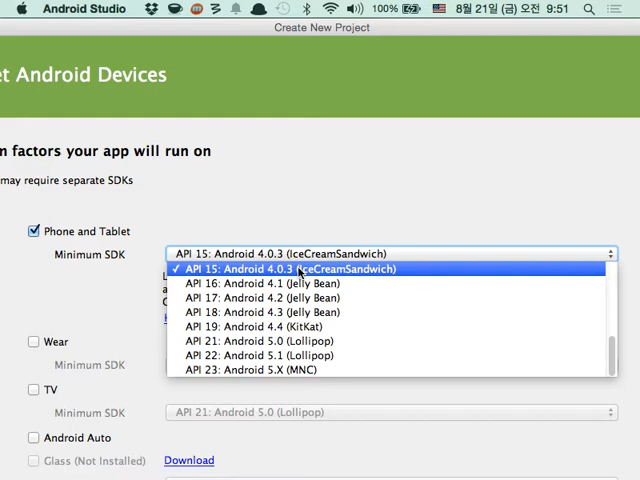 Android Studio 100% 8월 21일 (금) 오전 9:51
Create New Project
et Android Devices
n factors your app will run on
may require separate SDKs
Phone and Tablet
Minimum SDK API 15: Android 4.0.3 (IceCreamSandwich)
✓ API 15: Android 4.0.3 (IceCreamSandwich)
API 16: Android 4.1 (Jelly Bean)
API 17: Android 4.2 (Jelly Bean)
API 18: Android 4.3 (Jelly Bean)
API 19: Android 4.4 (KitKat)
API 21: Android 5.0 (Lollipop)
API 22: Android 5.1 (Lollipop)
API 23: Android 5.X (MNC)
Wear
Minimum SDK
TV
Minimum SDK API 21: Android 5.0 (Lollipop)
Android Auto
Glass (Not Installed) Download